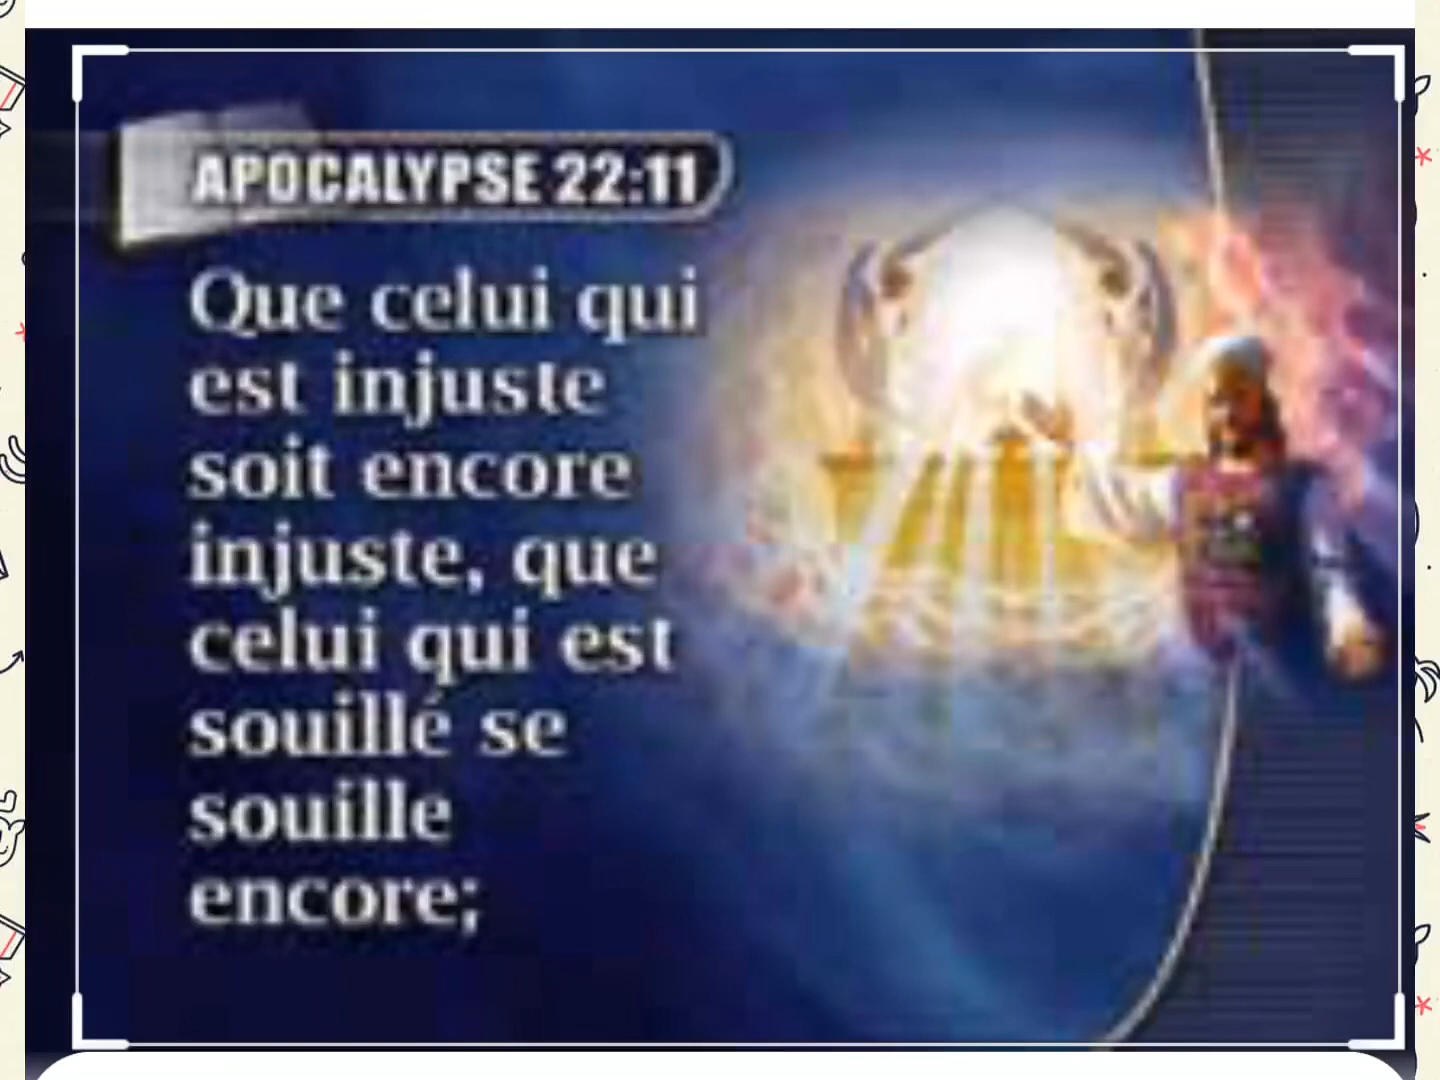 APOCALYPSE 22:11
Que celui qui
est injuste
soit encore
injuste, que
celui qui est
souillé se
souille
encore;